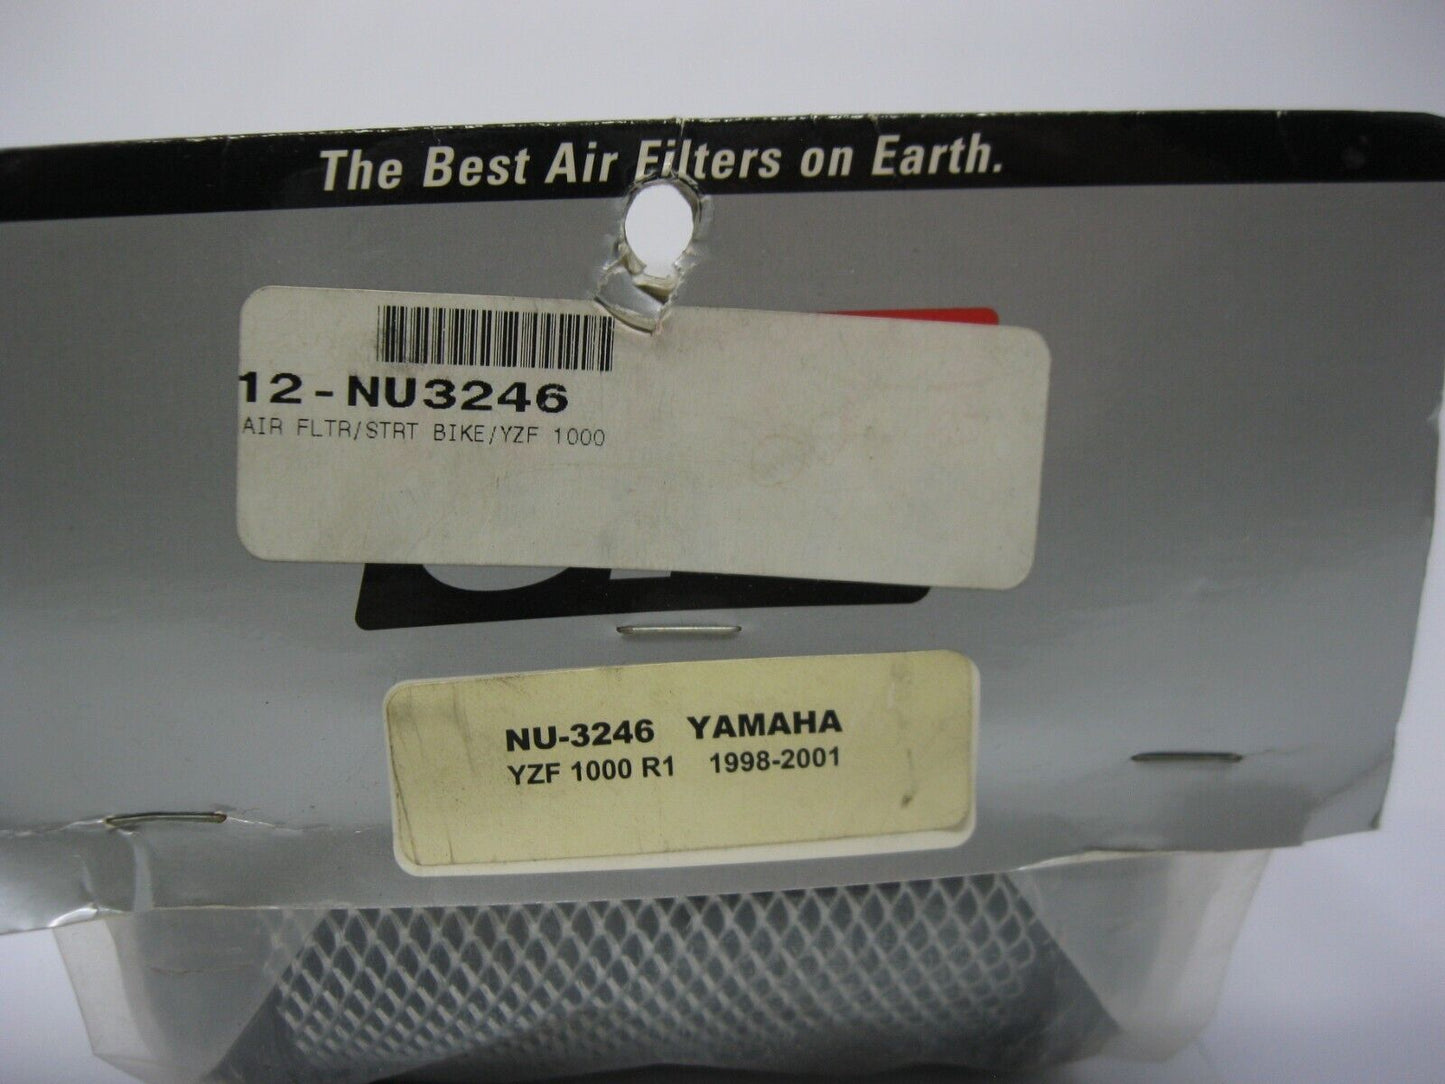 The Best Air Filters on Earth.
12-NU3246
AIR FLTR/STRT BIKE/YZF 1000
NU-3246 YAMAHA
YZF 1000 R1 1998-2001